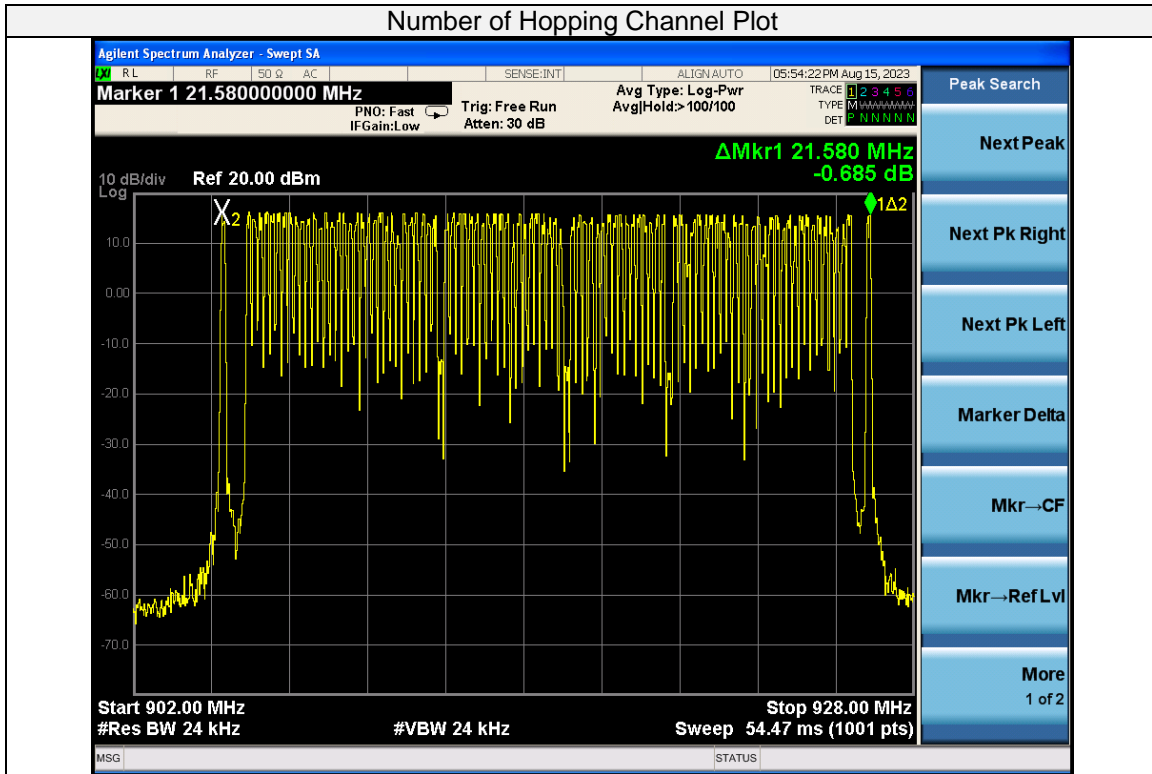 Number of Hopping Channel Plot
Agilent Spectrum Analyzer - Swept SA
LXI RL RF 50 Ω AC SENSE:INT ALIGN AUTO 05:54:22 PM Aug 15, 2023
Marker 1 21.580000000 MHz
PNO: Fast
IFGain:Low
Trig: Free Run
Atten: 30 dB
Avg Type: Log-Pwr
Avg|Hold:>100/100
TRACE 1 2 3 4 5 6
TYPE M
DET P N N N N N
ΔMkr1 21.580 MHz
-0.685 dB
10 dB/div
Log
Ref 20.00 dBm
X2
1Δ2
10.0
0.00
-10.0
-20.0
-30.0
-40.0
-50.0
-60.0
-70.0
Start 902.00 MHz
Stop 928.00 MHz
#Res BW 24 kHz
#VBW 24 kHz
Sweep 54.47 ms (1001 pts)
MSG
STATUS
Peak Search
Next Peak
Next Pk Right
Next Pk Left
Marker Delta
Mkr→CF
Mkr→Ref Lvl
More
1 of 2